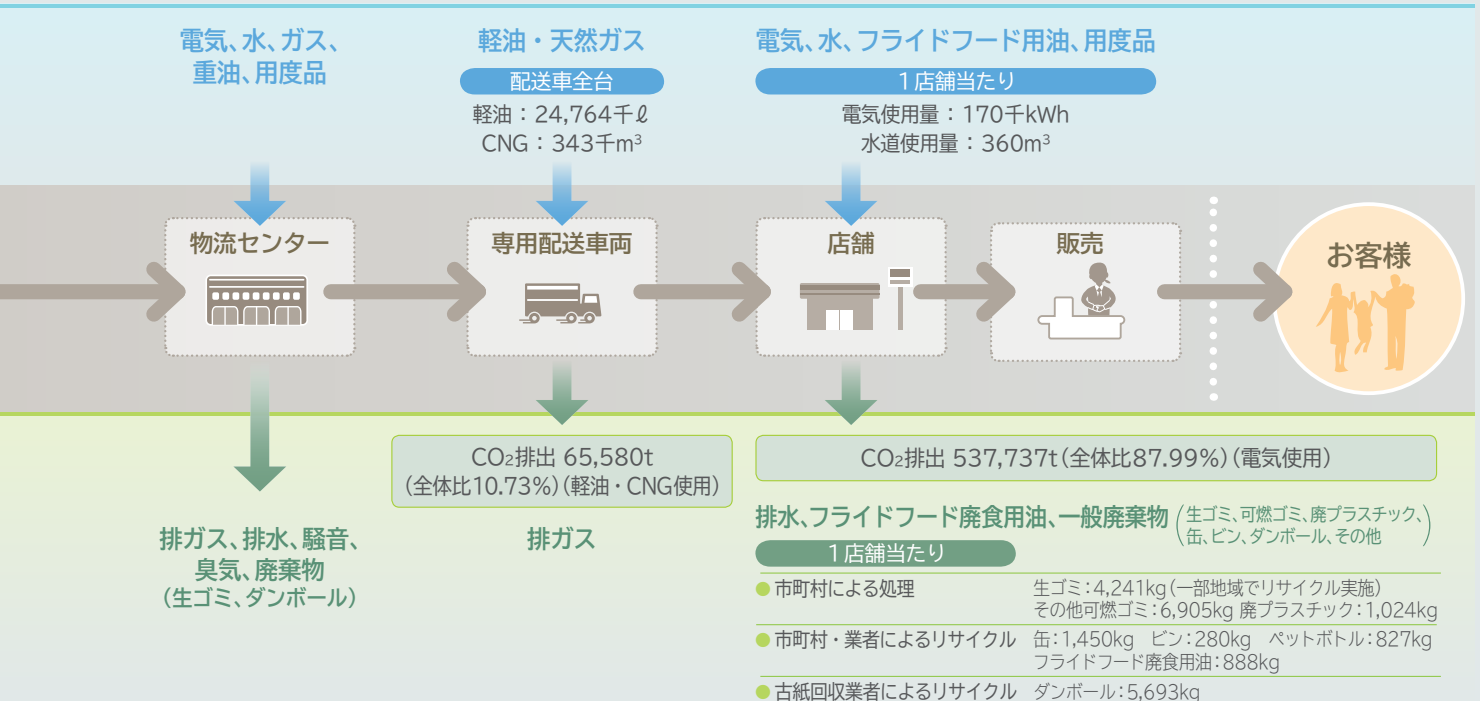 電気、水、ガス、
重油、用度品
軽油・天然ガス
配送車全台
軽油：24,764千ℓ
CNG：343千m³
電気、水、フライドフード用油、用度品
1店舗当たり
電気使用量：170千kWh
水道使用量：360m³
物流センター
専用配送車両
店舗
販売
お客様
排ガス、排水、騒音、
臭気、廃棄物
（生ゴミ、ダンボール）
CO₂排出 65,580t
（全体比10.73%）（軽油・CNG使用）
排ガス
CO₂排出 537,737t（全体比87.99%）（電気使用）
排水、フライドフード廃食用油、一般廃棄物（生ゴミ、可燃ゴミ、廃プラスチック、
缶、ビン、ダンボール、その他）
1店舗当たり
●市町村による処理 生ゴミ：4,241kg（一部地域でリサイクル実施）
その他可燃ゴミ：6,905kg 廃プラスチック：1,024kg
●市町村・業者によるリサイクル 缶：1,450kg ビン：280kg ペットボトル：827kg
フライドフード廃食用油：888kg
●古紙回収業者によるリサイクル ダンボール：5,693kg